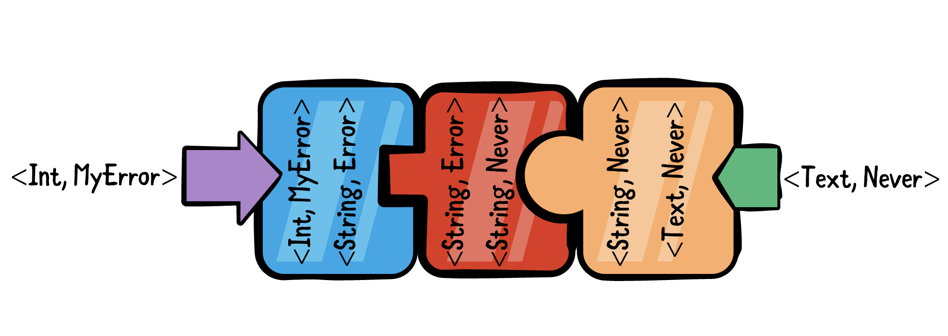 <Int, MyError>
<Int, MyError>
<String, Error>
<String, Error>
<String, Never>
<String, Never>
<Text, Never>
<Text, Never>